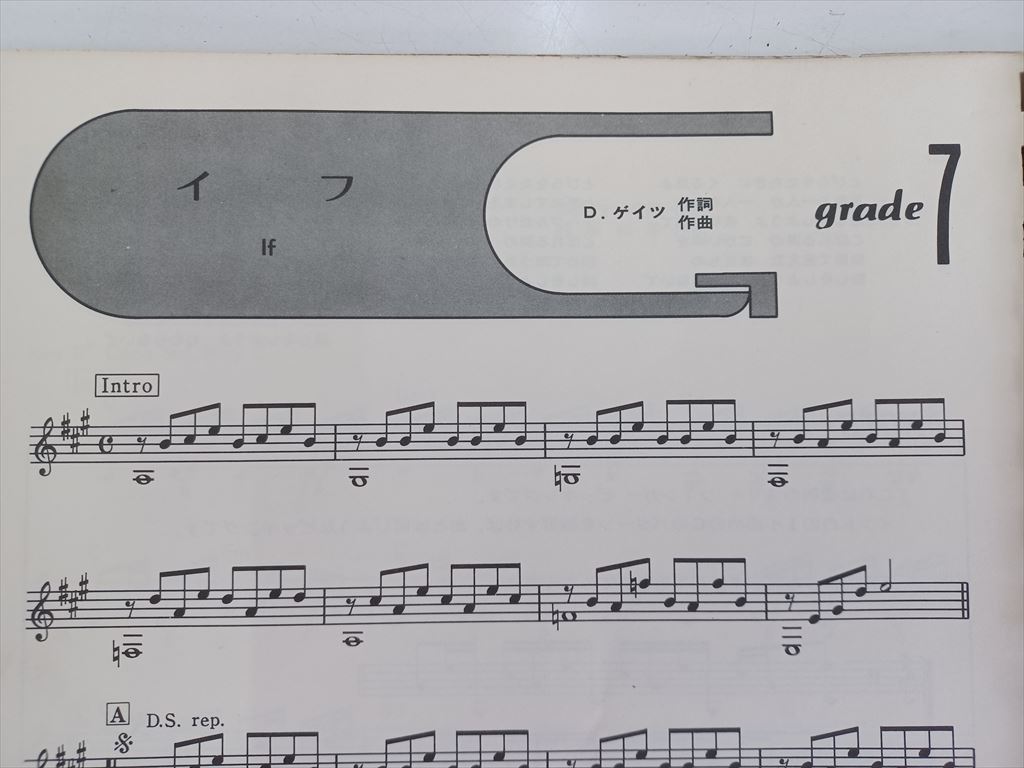 イフ
If
D. ゲイツ 作詞
作曲
grade 7
Intro
A D.S. rep.